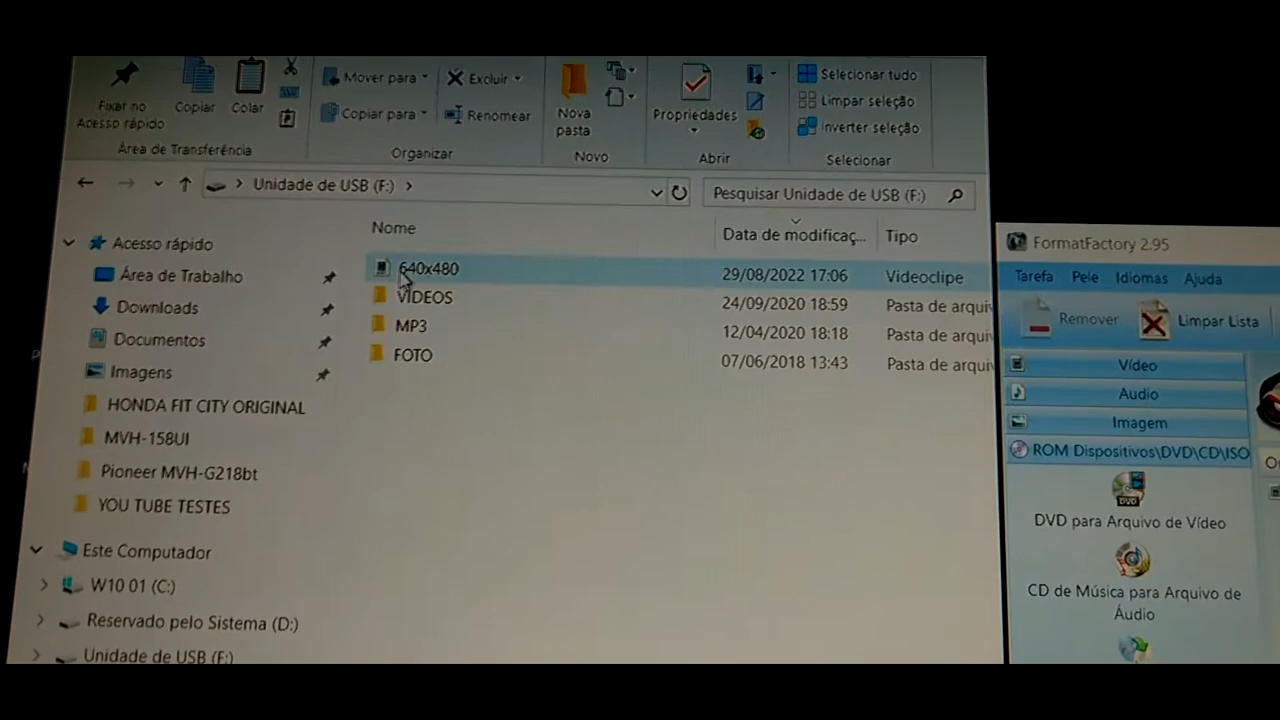 Fixar no
Acesso rápido
Copiar
Colar
Área de Transferência
Mover para
Copiar para
Excluir
Renomear
Organizar
Nova
pasta
Novo
Propriedades
Abrir
Selecionar tudo
Limpar seleção
Inverter seleção
Selecionar
Unidade de USB (F:)
Pesquisar Unidade de USB (F:)
Nome
Data de modificaç...
Tipo
640x480
29/08/2022 17:06
Videoclipe
VIDEOS
24/09/2020 18:59
Pasta de arqui
MP3
12/04/2020 18:18
Pasta de arqui
FOTO
07/06/2018 13:43
Pasta de arqui
Acesso rápido
Área de Trabalho
Downloads
Documentos
Imagens
HONDA FIT CITY ORIGINAL
MVH-158UI
Pioneer MVH-G218bt
YOU TUBE TESTES
Este Computador
W10 01 (C:)
Reservado pelo Sistema (D:)
Unidade de USB (F:)
FormatFactory 2.95
Tarefa Pele Idiomas Ajuda
Remover
Limpar Lista
Vídeo
Audio
Imagem
ROM Dispositivos\DVD\CD\ISO
DVD
DVD para Arquivo de Vídeo
CD de Música para Arquivo de
Áudio